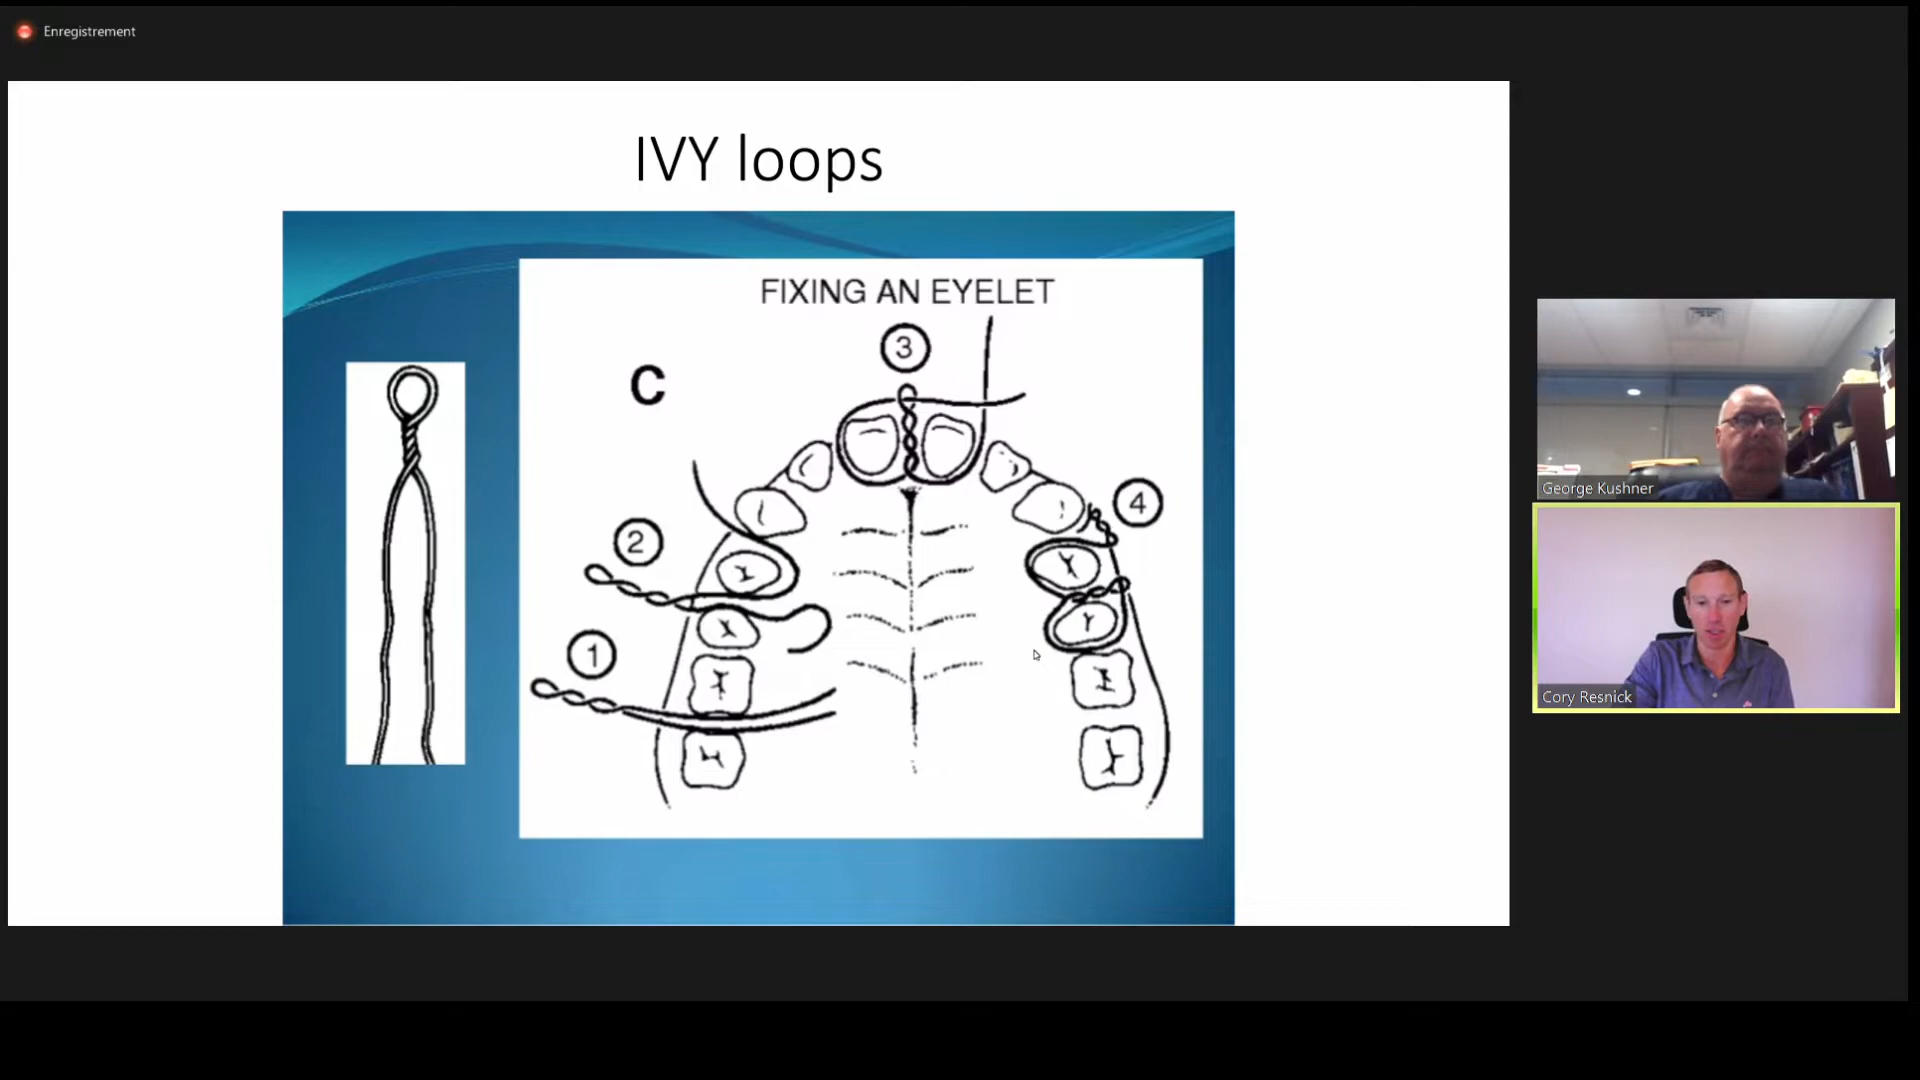 Enregistrement
IVY loops
FIXING AN EYELET
3
C
4
2
1
George Kushner
Cory Resnick